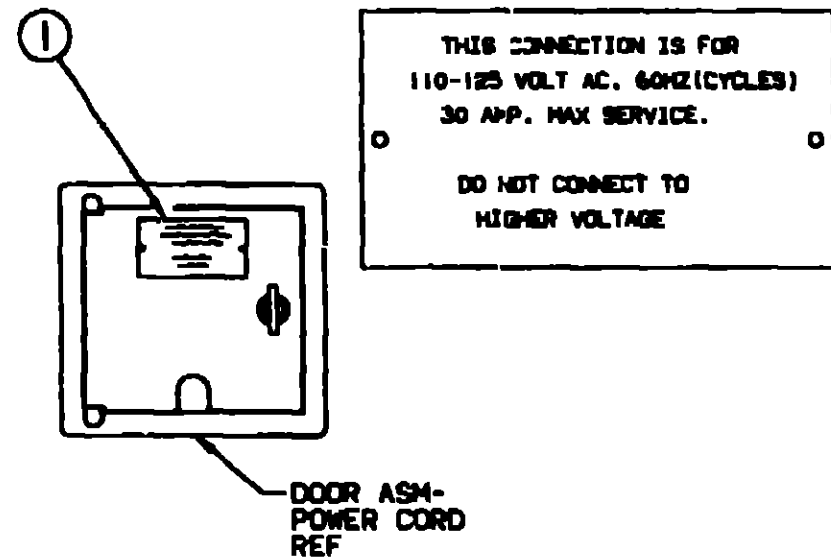 1
THIS CONNECTION IS FOR
110-125 VOLT AC. 60HZ(CYCLES)
30 AMP. MAX SERVICE.
DO NOT CONNECT TO
HIGHER VOLTAGE
DOOR ASM-
POWER CORD
REF